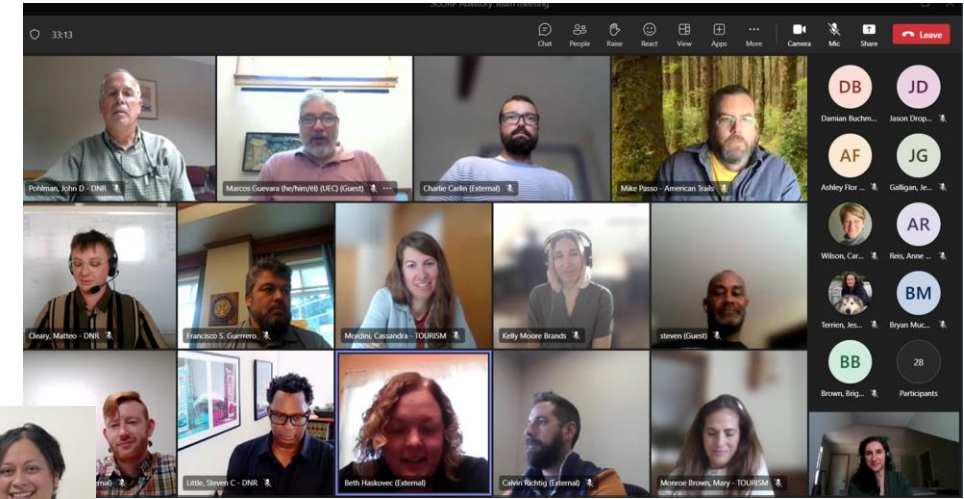 SCORP Advisory Team meeting
33:13
Chat People Raise React View Apps More Camera Mic Share Leave
Pohlman, John D - DNR
Marcos Guevara (he/him/él) (UEC) (Guest)
Charlie Carlin (External)
Mike Passo - American Trails
DB JD
Damian Buchm... Jason Drop...
AF JG
Ashley Flor ... Galligan, Je...
AR
Wilson, Car... Reis, Anne ...
BM
Terrien, Jes... Bryan Muc...
BB 28
Brown, Brig... Participants
Cleary, Matteo - DNR
Francisco S. Guerrero
Mordini, Cassandra - TOURISM
Kelly Moore Brands
steven (Guest)
Little, Steven C - DNR
Beth Haskovec (External)
Calvin Richtig (External)
Monroe Brown, Mary - TOURISM